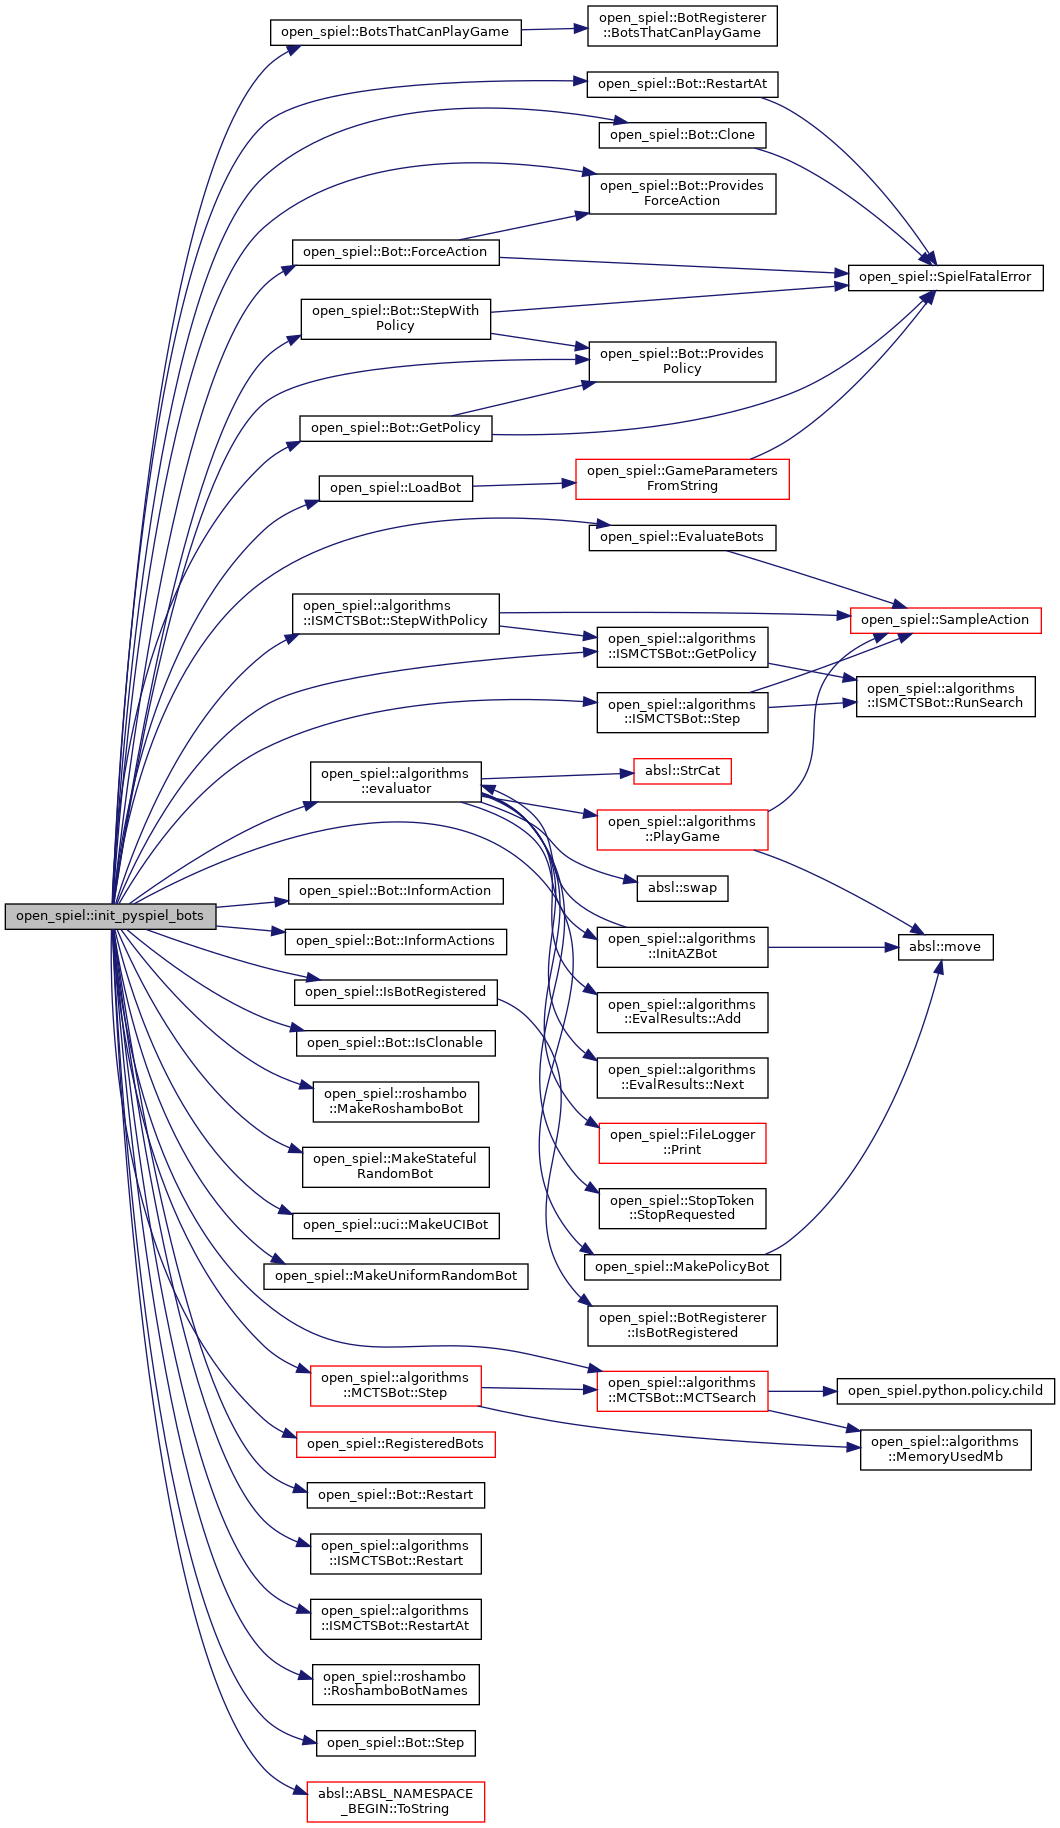 open_spiel::BotsThatCanPlayGame
open_spiel::BotRegisterer
::BotsThatCanPlayGame
open_spiel::Bot::RestartAt
open_spiel::Bot::Clone
open_spiel::Bot::Provides
ForceAction
open_spiel::Bot::ForceAction
open_spiel::SpielFatalError
open_spiel::Bot::StepWith
Policy
open_spiel::Bot::Provides
Policy
open_spiel::Bot::GetPolicy
open_spiel::LoadBot
open_spiel::GameParameters
FromString
open_spiel::EvaluateBots
open_spiel::algorithms
::ISMCTSBot::StepWithPolicy
open_spiel::SampleAction
open_spiel::algorithms
::ISMCTSBot::GetPolicy
open_spiel::algorithms
::ISMCTSBot::RunSearch
open_spiel::algorithms
::ISMCTSBot::Step
open_spiel::algorithms
::evaluator
absl::StrCat
open_spiel::algorithms
::PlayGame
absl::swap
open_spiel::Bot::InformAction
open_spiel::init_pyspiel_bots
open_spiel::Bot::InformActions
open_spiel::algorithms
::InitAZBot
absl::move
open_spiel::IsBotRegistered
open_spiel::algorithms
::EvalResults::Add
open_spiel::Bot::IsClonable
open_spiel::algorithms
::EvalResults::Next
open_spiel::roshambo
::MakeRoshamboBot
open_spiel::FileLogger
::Print
open_spiel::MakeStateful
RandomBot
open_spiel::StopToken
::StopRequested
open_spiel::uci::MakeUCIBot
open_spiel::MakePolicyBot
open_spiel::MakeUniformRandomBot
open_spiel::BotRegisterer
::IsBotRegistered
open_spiel::algorithms
::MCTSBot::Step
open_spiel::algorithms
::MCTSBot::MCTSearch
open_spiel.python.policy.child
open_spiel::RegisteredBots
open_spiel::algorithms
::MemoryUsedMb
open_spiel::Bot::Restart
open_spiel::algorithms
::ISMCTSBot::Restart
open_spiel::algorithms
::ISMCTSBot::RestartAt
open_spiel::roshambo
::RoshamboBotNames
open_spiel::Bot::Step
absl::ABSL_NAMESPACE
_BEGIN::ToString